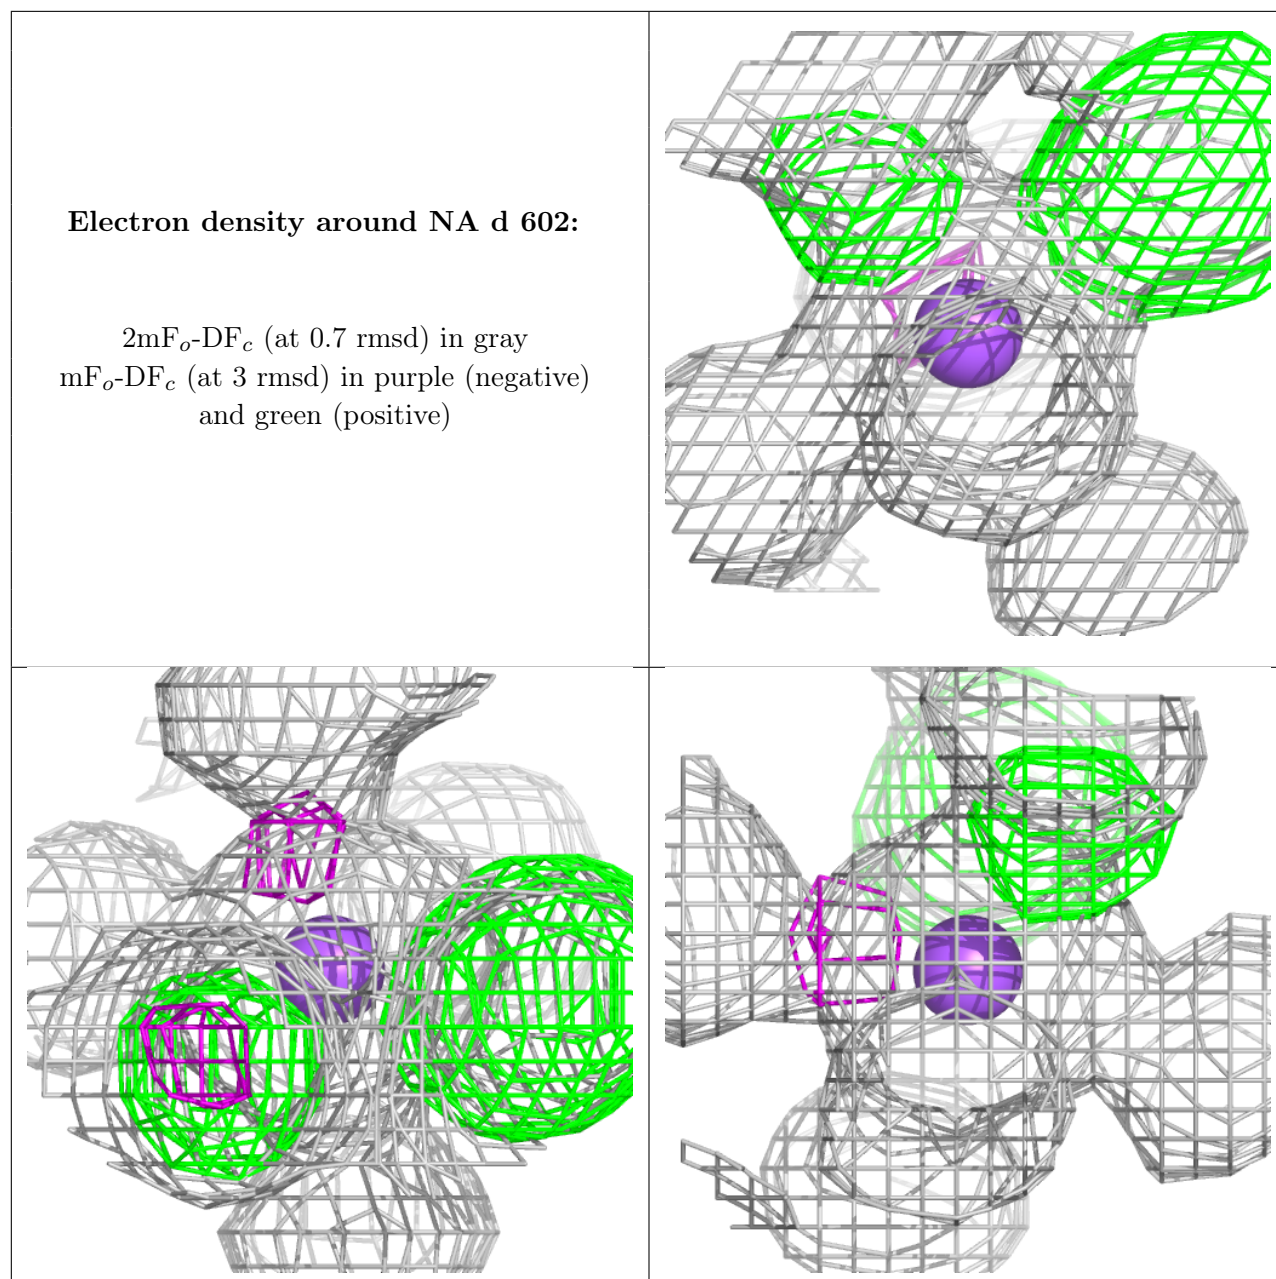 Electron density around NA d 602:
2mFₒ-DF𝒸 (at 0.7 rmsd) in gray
mFₒ-DF𝒸 (at 3 rmsd) in purple (negative)
and green (positive)